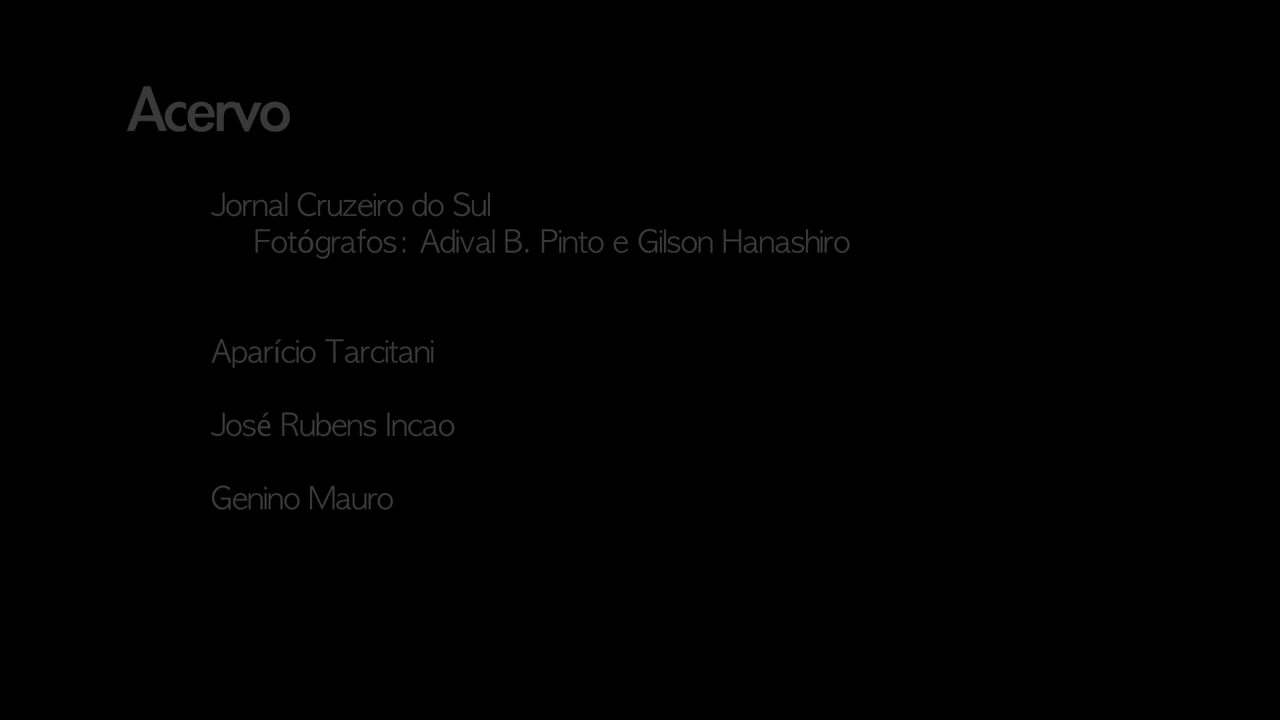 Acervo
Jornal Cruzeiro do Sul
Fotógrafos: Adival B. Pinto e Gilson Hanashiro
Aparício Tarcitani
José Rubens Incao
Genino Mauro